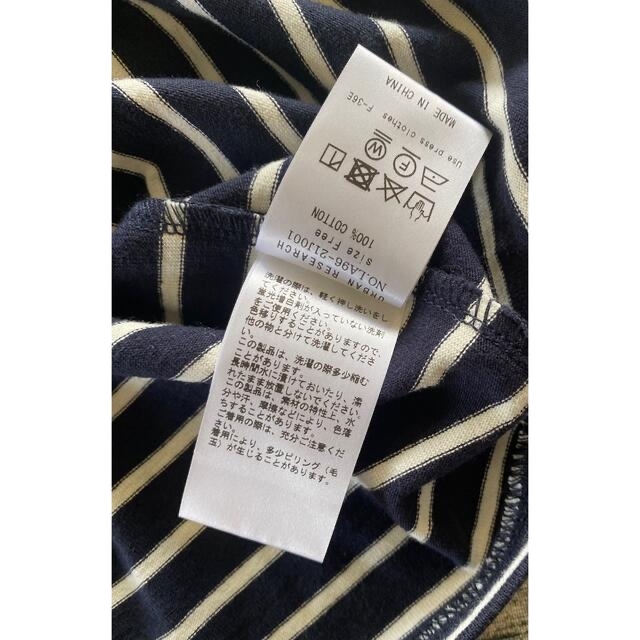 URBAN RESEARCH
NO.LA96-21J001
size Free
100% COTTON
F
W
Use press clothes F-36E
MADE IN CHINA
洗濯の際は、軽く押し洗いをし
てください。
蛍光増白剤が入っていない洗剤
をご使用ください。
色移りすることがありますので、
他の物と分けて洗濯してくださ
い。
この製品は、洗濯の際多少縮む
ことがあります。
長時間水に漬けておいたり、濡
れたまま放置しないでください。
この製品は、素材の特性上、水
分や汗、摩擦などにより、色落
ちすることがあります。
ご着用の際は、充分ご注意くだ
さい。
着用により、多少ピリング（毛
玉）が生じることがあります。